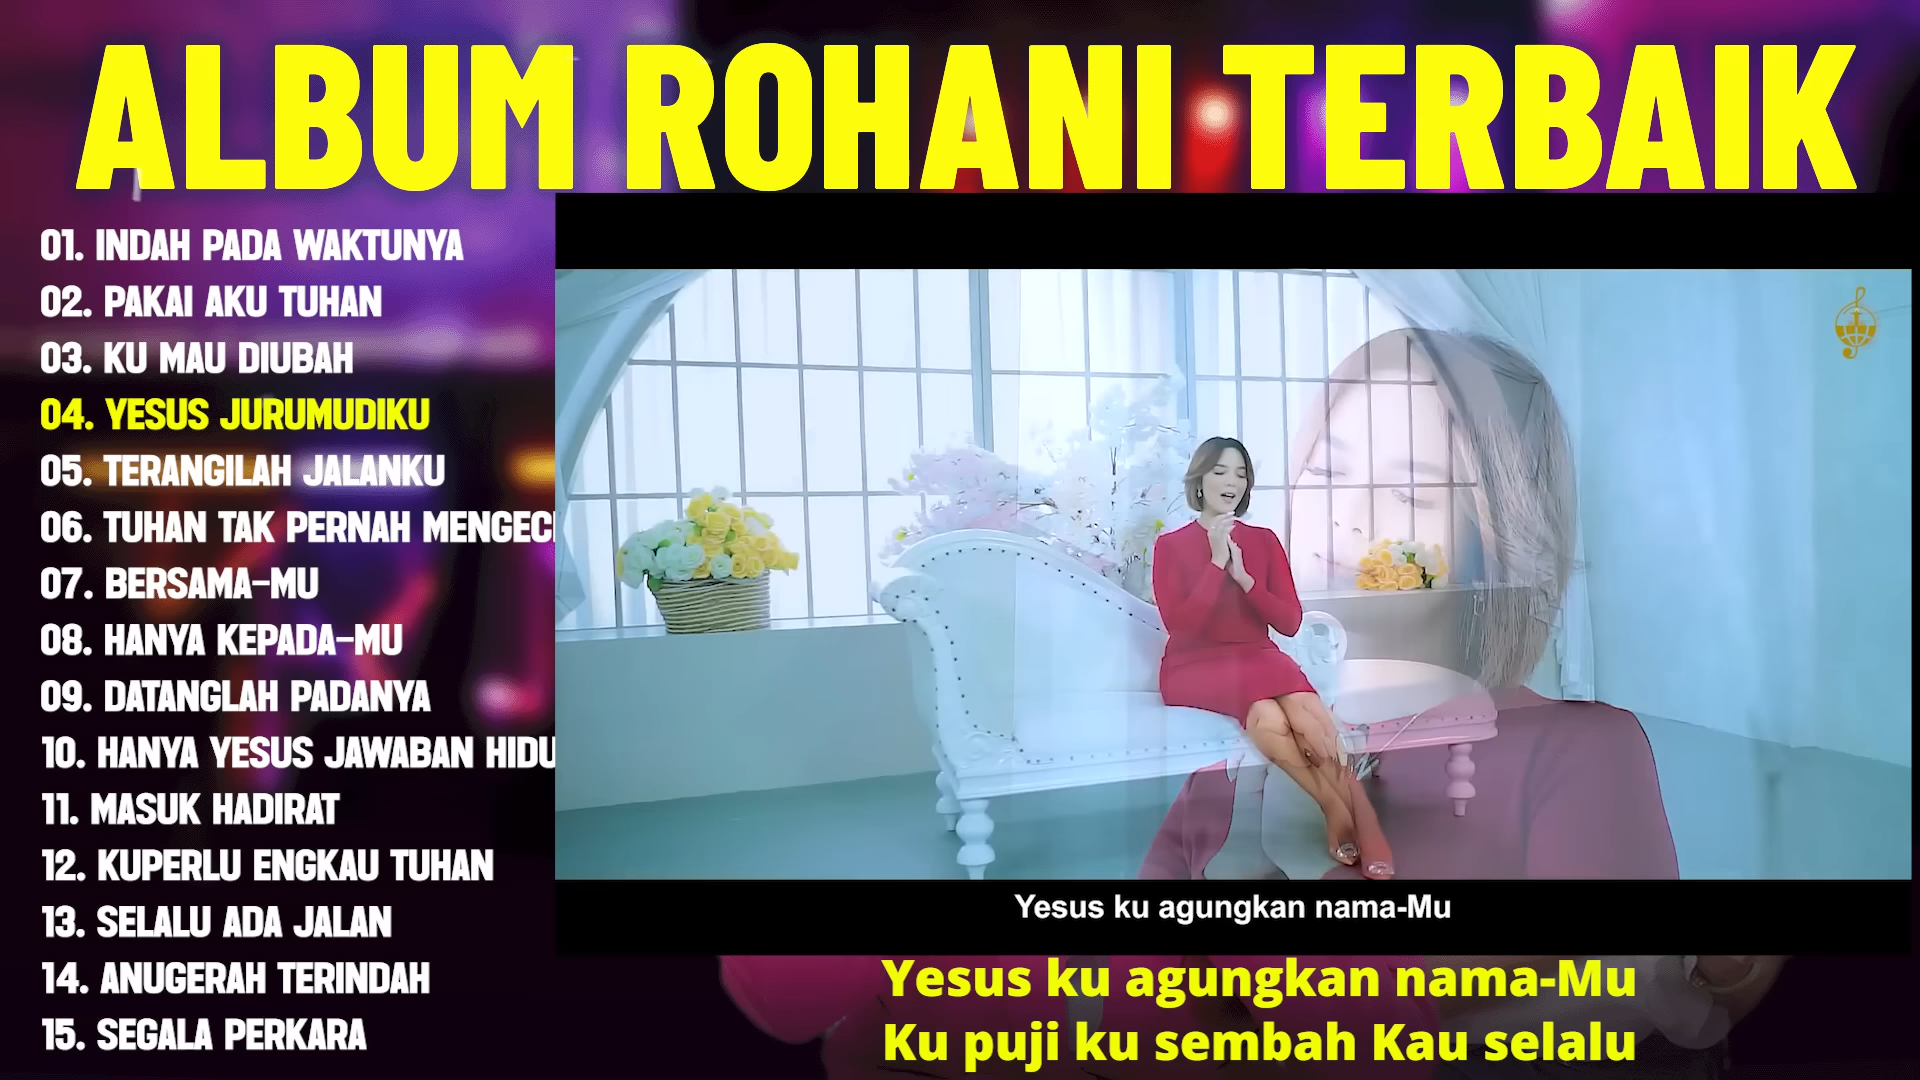 ALBUM ROHANI TERBAIK
01. INDAH PADA WAKTUNYA
02. PAKAI AKU TUHAN
03. KU MAU DIUBAH
04. YESUS JURUMUDIKU
05. TERANGILAH JALANKU
06. TUHAN TAK PERNAH
07. BERSAMA-MU
08. HANYA KEPADA-MU
09. DATANGLAH PADANYA
10. HANYA YESUS JAWABAN HIDU
11. MASUK HADIRAT
12. KUPERLU ENGKAU TUHAN
13. SELALU ADA JALAN
14. ANUGERAH TERINDAH
15. SEGALA PERKARA
Yesus ku agungkan nama-Mu
Yesus ku agungkan nama-Mu
Ku puji ku sembah Kau selalu